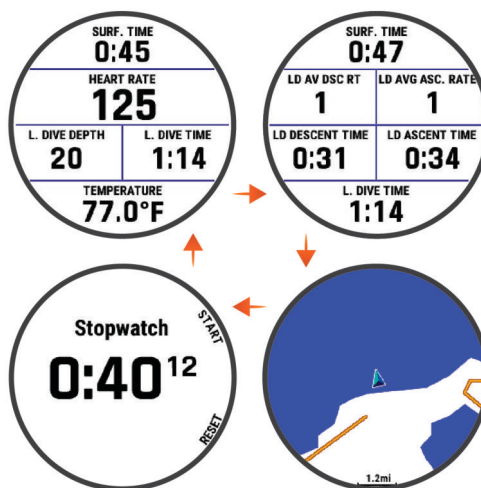 SURF. TIME
0:45
HEART RATE
125
L. DIVE DEPTH L. DIVE TIME
20 1:14
TEMPERATURE
77.0°F
SURF. TIME
0:47
LD AV DSC RT LD AVG ASC. RATE
1 1
LD DESCENT TIME LD ASCENT TIME
0:31 0:34
L. DIVE TIME
1:14
Stopwatch
0:40 12
START
RESET
1.2mi